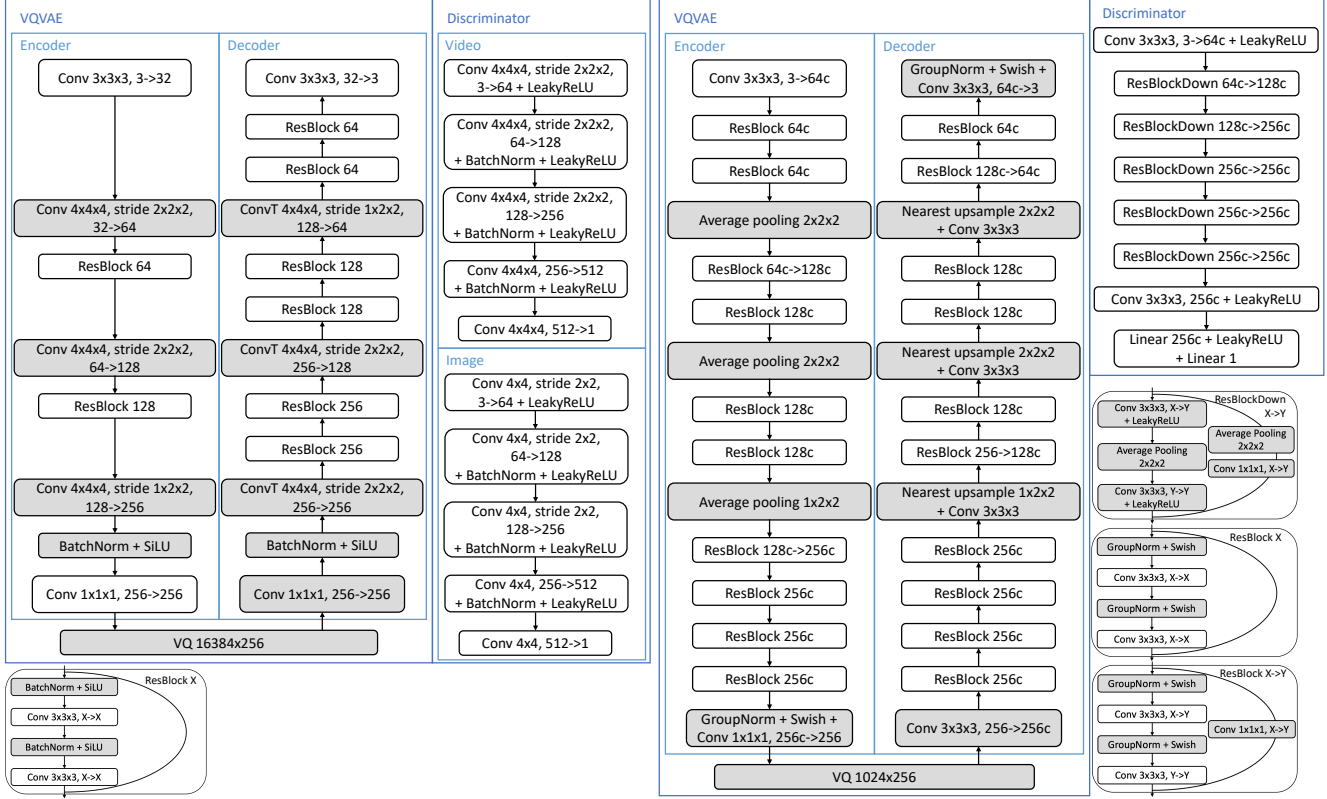 VQVAE
Encoder
Conv 3x3x3, 3->32
Conv 4x4x4, stride 2x2x2,
32->64
ResBlock 64
Conv 4x4x4, stride 2x2x2,
64->128
ResBlock 128
Conv 4x4x4, stride 1x2x2,
128->256
BatchNorm + SiLU
Conv 1x1x1, 256->256
Decoder
Conv 3x3x3, 32->3
ResBlock 64
ResBlock 64
ConvT 4x4x4, stride 1x2x2,
128->64
ResBlock 128
ResBlock 128
ConvT 4x4x4, stride 2x2x2,
256->128
ResBlock 256
ResBlock 256
ConvT 4x4x4, stride 2x2x2,
256->256
BatchNorm + SiLU
Conv 1x1x1, 256->256
VQ 16384x256
ResBlock X
BatchNorm + SiLU
Conv 3x3x3, X->X
BatchNorm + SiLU
Conv 3x3x3, X->X
Discriminator
Video
Conv 4x4x4, stride 2x2x2,
3->64 + LeakyReLU
Conv 4x4x4, stride 2x2x2,
64->128
+ BatchNorm + LeakyReLU
Conv 4x4x4, stride 2x2x2,
128->256
+ BatchNorm + LeakyReLU
Conv 4x4x4, 256->512
+ BatchNorm + LeakyReLU
Conv 4x4x4, 512->1
Image
Conv 4x4, stride 2x2,
3->64 + LeakyReLU
Conv 4x4, stride 2x2,
64->128
+ BatchNorm + LeakyReLU
Conv 4x4, stride 2x2,
128->256
+ BatchNorm + LeakyReLU
Conv 4x4, 256->512
+ BatchNorm + LeakyReLU
Conv 4x4, 512->1
VQVAE
Encoder
Conv 3x3x3, 3->64c
ResBlock 64c
ResBlock 64c
Average pooling 2x2x2
ResBlock 64c->128c
ResBlock 128c
Average pooling 2x2x2
ResBlock 128c
ResBlock 128c
Average pooling 1x2x2
ResBlock 128c->256c
ResBlock 256c
ResBlock 256c
ResBlock 256c
GroupNorm + Swish +
Conv 1x1x1, 256c->256
Decoder
GroupNorm + Swish +
Conv 3x3x3, 64c->3
ResBlock 64c
ResBlock 128c->64c
Nearest upsample 2x2x2
+ Conv 3x3x3
ResBlock 128c
ResBlock 128c
Nearest upsample 2x2x2
+ Conv 3x3x3
ResBlock 128c
ResBlock 256->128c
Nearest upsample 1x2x2
+ Conv 3x3x3
ResBlock 256c
ResBlock 256c
ResBlock 256c
ResBlock 256c
Conv 3x3x3, 256->256c
VQ 1024x256
Discriminator
Conv 3x3x3, 3->64c + LeakyReLU
ResBlockDown 64c->128c
ResBlockDown 128c->256c
ResBlockDown 256c->256c
ResBlockDown 256c->256c
ResBlockDown 256c->256c
Conv 3x3x3, 256c + LeakyReLU
Linear 256c + LeakyReLU
+ Linear 1
ResBlockDown
X->Y
Conv 3x3x3, X->Y
+ LeakyReLU
Average Pooling
2x2x2
Conv 3x3x3, Y->Y
+ LeakyReLU
Average Pooling
2x2x2
Conv 1x1x1, X->Y
ResBlock X
GroupNorm + Swish
Conv 3x3x3, X->X
GroupNorm + Swish
Conv 3x3x3, X->X
ResBlock X->Y
GroupNorm + Swish
Conv 3x3x3, X->Y
GroupNorm + Swish
Conv 3x3x3, Y->Y
Conv 1x1x1, X->Y